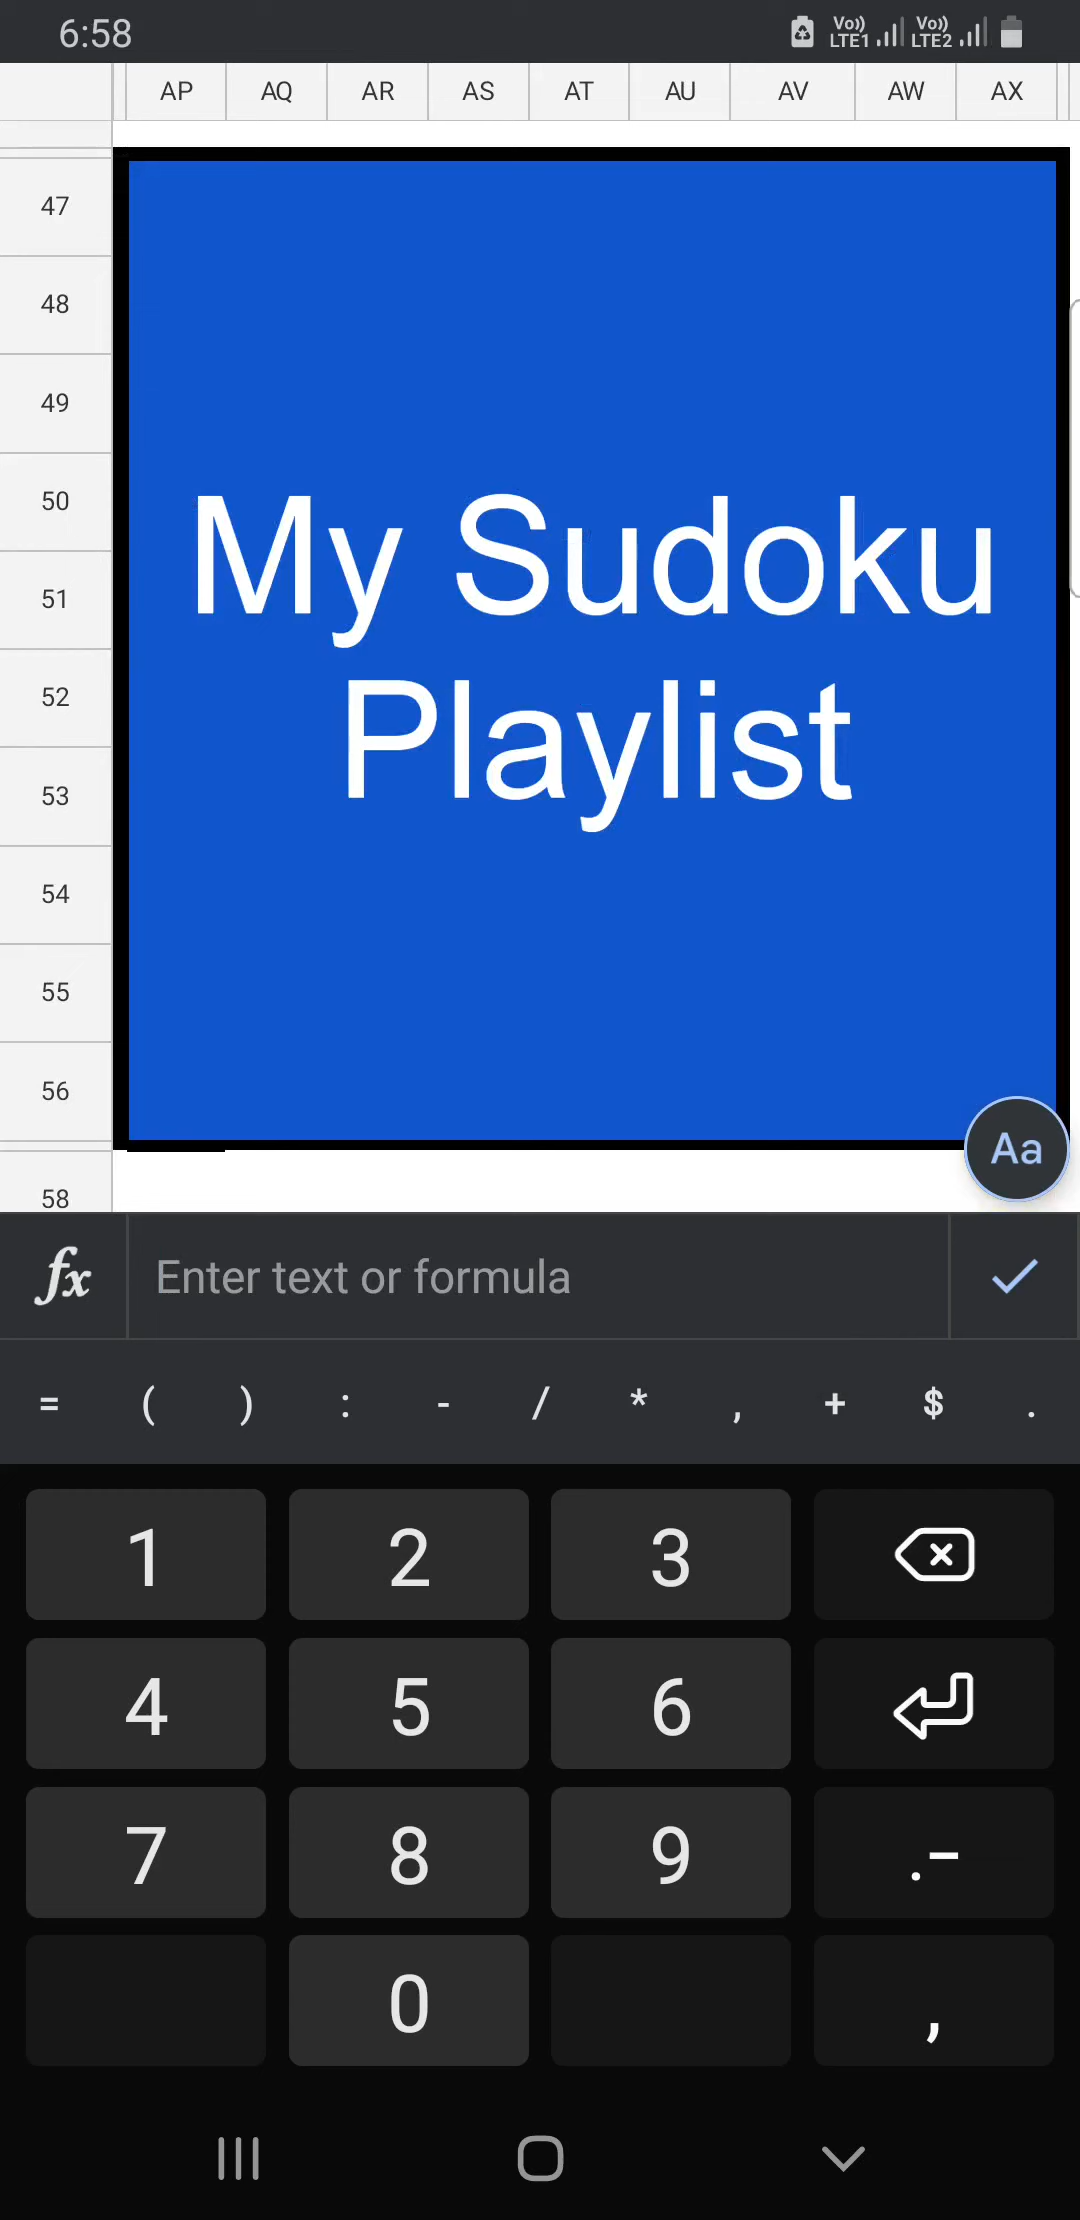 6:58
Vo)) LTE1 Vo)) LTE2
AP AQ AR AS AT AU AV AW AX
47
48
49
50
51
52
53
54
55
56
58
My Sudoku
Playlist
Aa
fx Enter text or formula
= ( ) : - / * , + $ .
1 2 3
4 5 6
7 8 9 .-
0 ,